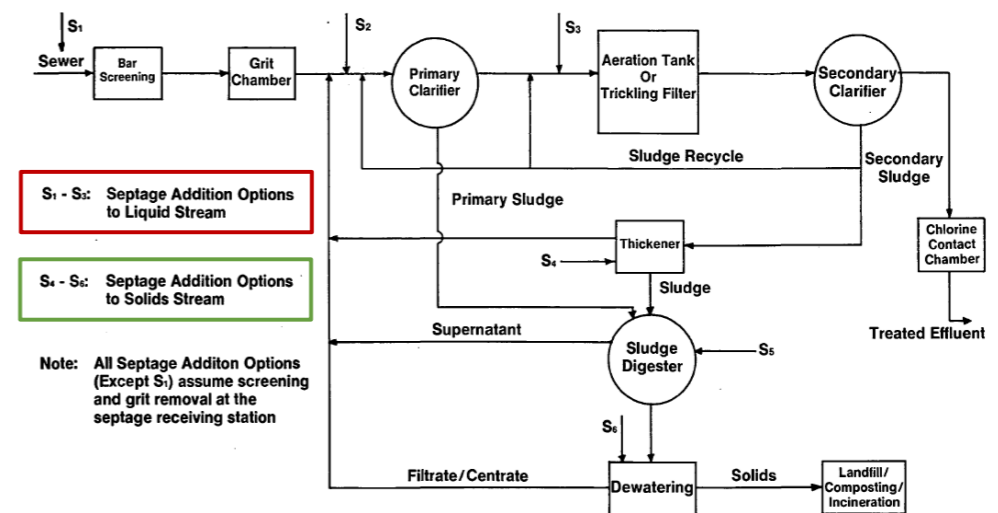 S₁
S₂
S₃
Sewer
Bar
Screening
Grit
Chamber
Primary
Clarifier
Aeration Tank
Or
Trickling Filter
Secondary
Clarifier
Sludge Recycle
Secondary
Sludge
S₁ - S₃: Septage Addition Options
to Liquid Stream
Primary Sludge
Thickener
S₄
Chlorine
Contact
Chamber
S₄ - S₆: Septage Addition Options
to Solids Stream
Sludge
Supernatant
Treated Effluent
Sludge
Digester
S₅
Note: All Septage Additon Options
(Except S₁) assume screening
and grit removal at the
septage receiving station
S₆
Filtrate/Centrate
Dewatering
Solids
Landfill/
Composting/
Incineration